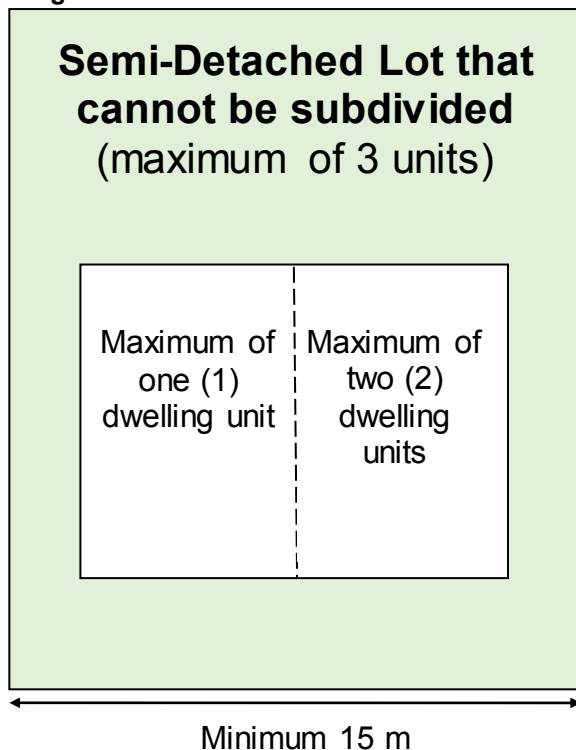 Semi-Detached Lot that
cannot be subdivided
(maximum of 3 units)
Maximum of
one (1)
dwelling unit
Maximum of
two (2)
dwelling
units
Minimum 15 m